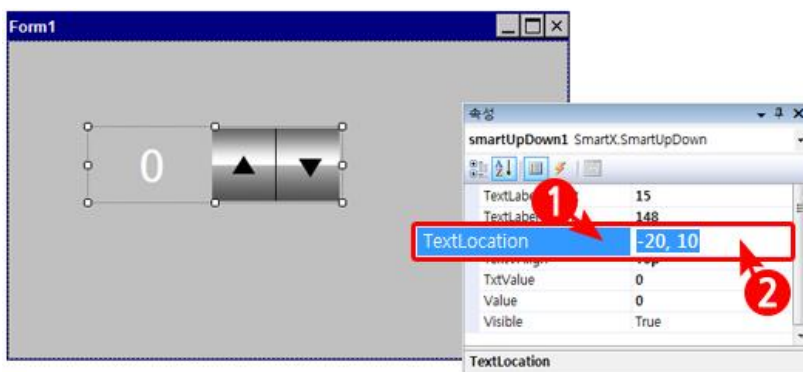 Form1
0
속성
smartUpDown1 SmartX.SmartUpDown
15
148
1
TextLocation -20, 10
2
TxtValue 0
Value 0
Visible True
TextLocation